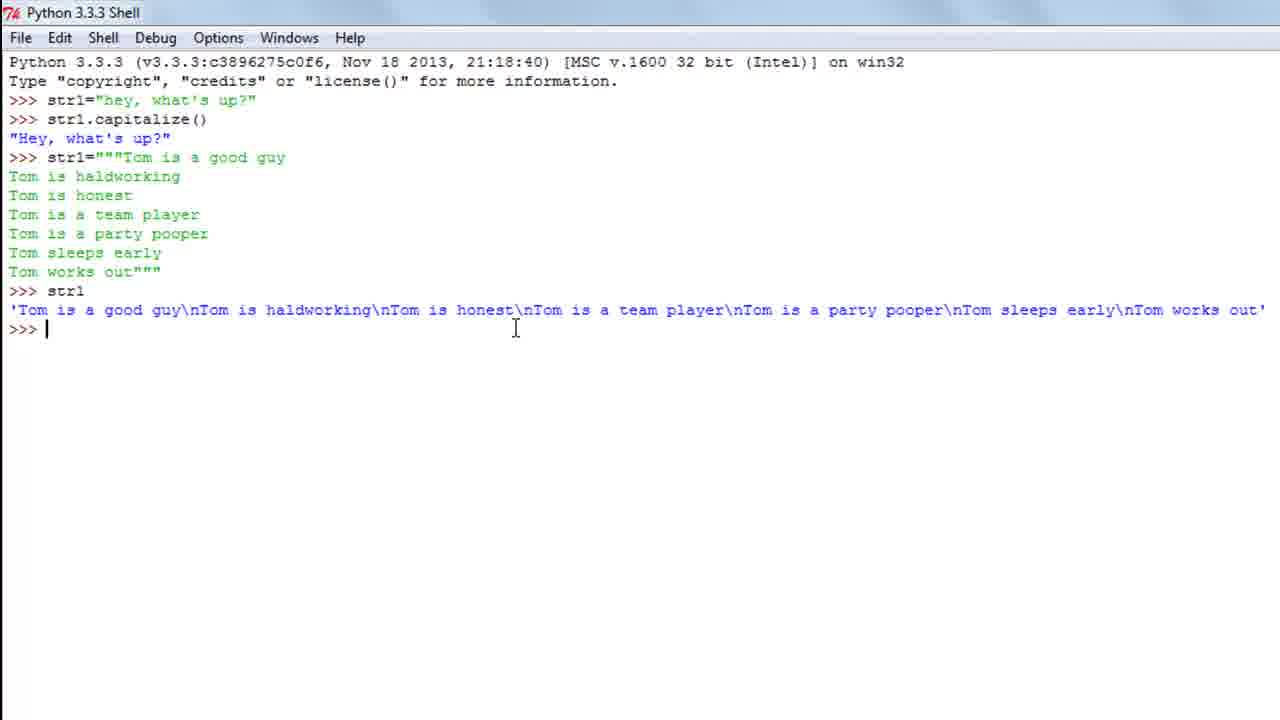 Python 3.3.3 Shell
File Edit Shell Debug Options Windows Help
Python 3.3.3 (v3.3.3:c3896275c0f6, Nov 18 2013, 21:18:40) [MSC v.1600 32 bit (Intel)] on win32
Type "copyright", "credits" or "license()" for more information.
>>> str1="hey, what's up?"
>>> str1.capitalize()
"Hey, what's up?"
>>> str1="""Tom is a good guy
Tom is haldworking
Tom is honest
Tom is a team player
Tom is a party pooper
Tom sleeps early
Tom works out"""
>>> str1
'Tom is a good guy\nTom is haldworking\nTom is honest\nTom is a team player\nTom is a party pooper\nTom sleeps early\nTom works out'
>>>